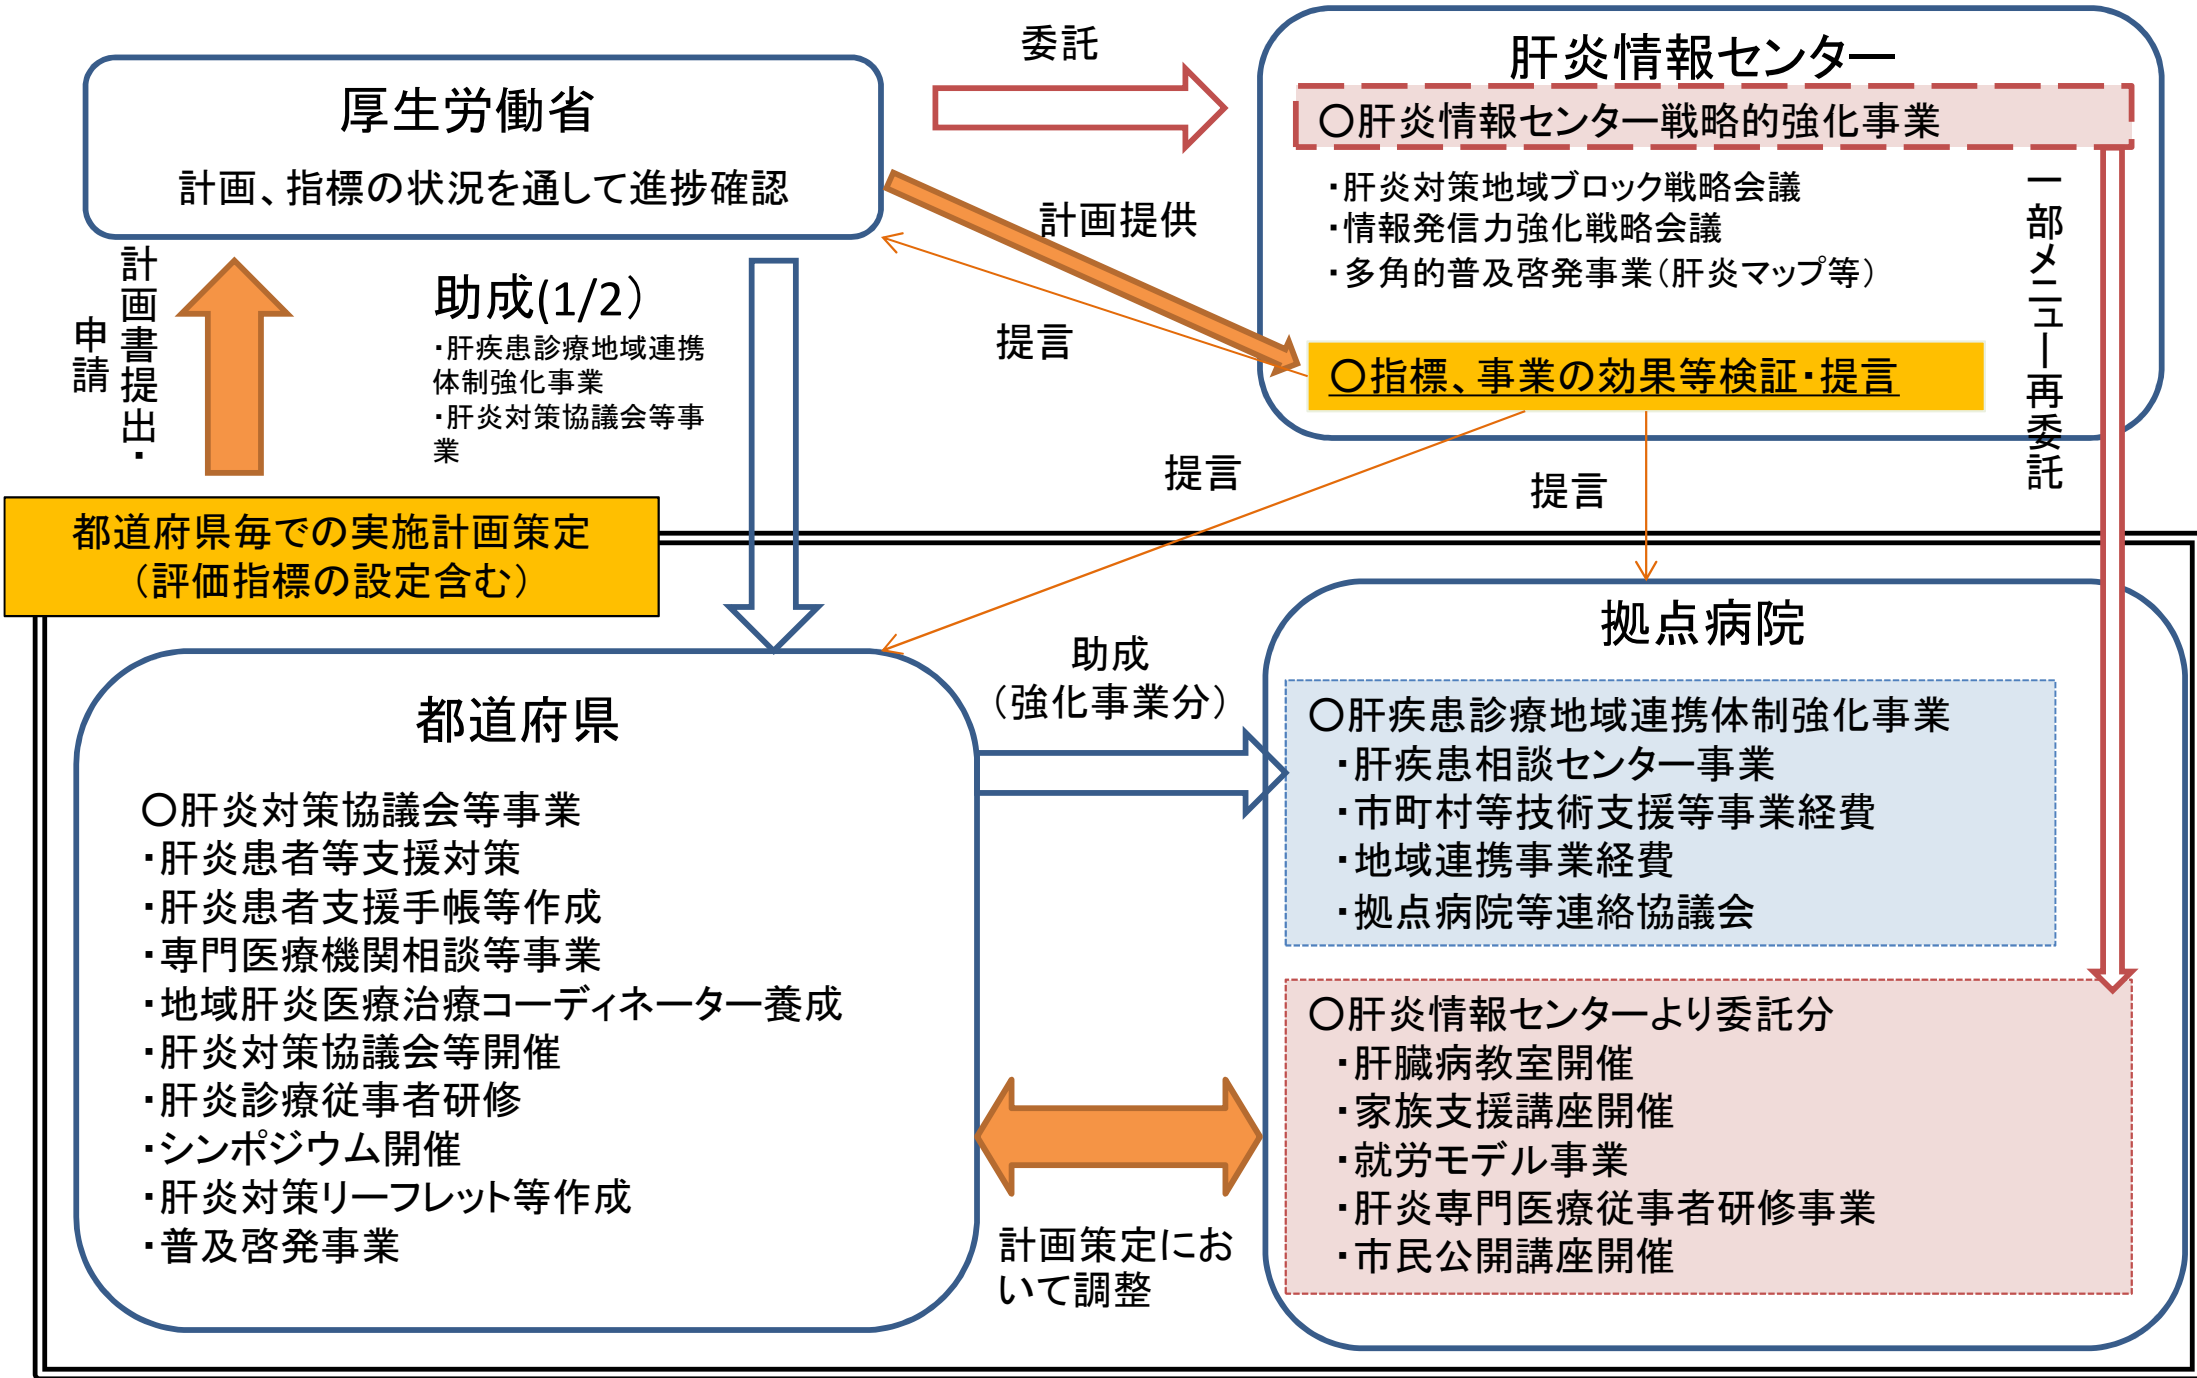 厚生労働省
計画、指標の状況を通して進捗確認
委託
肝炎情報センター
〇肝炎情報センター戦略的強化事業
・肝炎対策地域ブロック戦略会議
・情報発信力強化戦略会議
・多角的普及啓発事業（肝炎マップ等）
〇指標、事業の効果等検証・提言
一部メニュー再委託
計画提供
提言
提言
提言
計画書提出・
申請
助成(1/2）
・肝疾患診療地域連携
体制強化事業
・肝炎対策協議会等事
業
都道府県毎での実施計画策定
（評価指標の設定含む）
都道府県
〇肝炎対策協議会等事業
・肝炎患者等支援対策
・肝炎患者支援手帳等作成
・専門医療機関相談等事業
・地域肝炎医療治療コーディネーター養成
・肝炎対策協議会等開催
・肝炎診療従事者研修
・シンポジウム開催
・肝炎対策リーフレット等作成
・普及啓発事業
助成
（強化事業分）
計画策定にお
いて調整
拠点病院
〇肝疾患診療地域連携体制強化事業
・肝疾患相談センター事業
・市町村等技術支援等事業経費
・地域連携事業経費
・拠点病院等連絡協議会
〇肝炎情報センターより委託分
・肝臓病教室開催
・家族支援講座開催
・就労モデル事業
・肝炎専門医療従事者研修事業
・市民公開講座開催